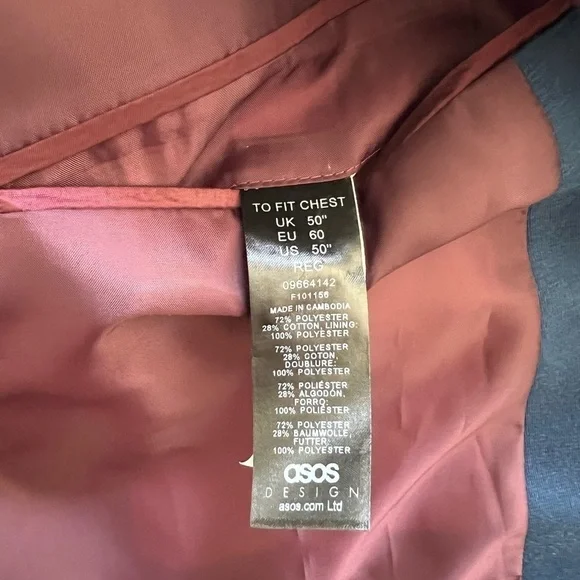 TO FIT CHEST
UK 50"
EU 60
US 50"
REG
09664142
F101156
MADE IN CAMBODIA
72% POLYESTER
28% COTTON, LINING:
100% POLYESTER
72% POLYESTER
28% COTON,
DOUBLURE:
100% POLYESTER
72% POLIÉSTER
28% ALGODÓN,
FORRO:
100% POLIÉSTER
72% POLYESTER
28% BAUMWOLLE,
FUTTER:
100% POLYESTER
asos
DESIGN
asos.com Ltd